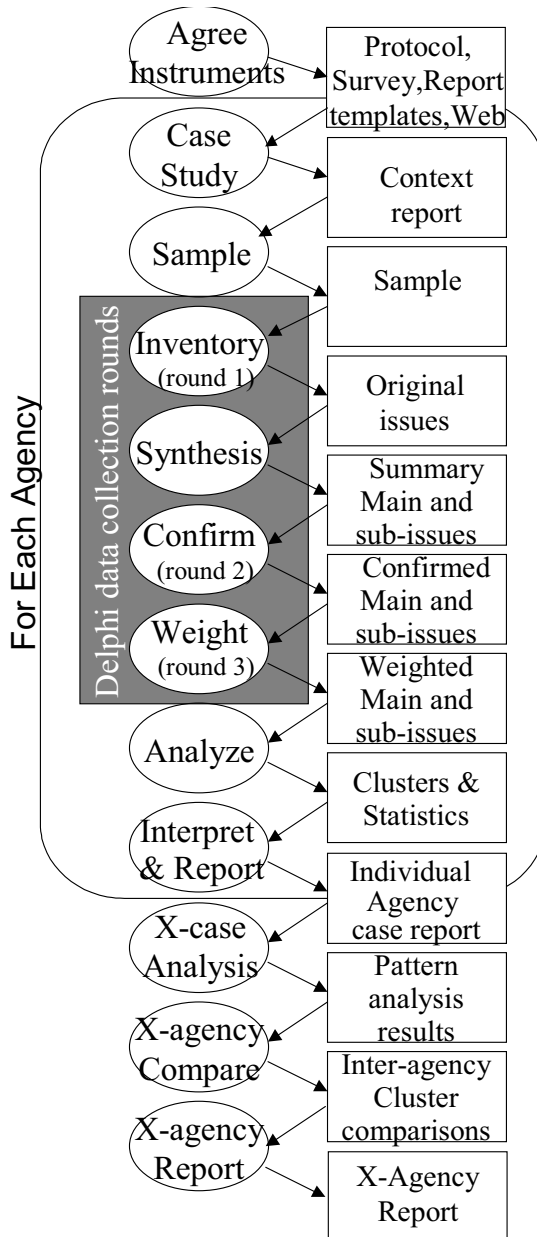 Agree
Instruments
Protocol,
Survey,Report
templates,Web
Case
Study
Context
report
Sample
Sample
Inventory
(round 1)
Original
issues
Synthesis
Summary
Main and
sub-issues
Confirm
(round 2)
Confirmed
Main and
sub-issues
Weight
(round 3)
Weighted
Main and
sub-issues
Analyze
Clusters &
Statistics
Interpret
& Report
Individual
Agency
case report
X-case
Analysis
Pattern
analysis
results
X-agency
Compare
Inter-agency
Cluster
comparisons
X-agency
Report
X-Agency
Report
For Each Agency
Delphi data collection rounds